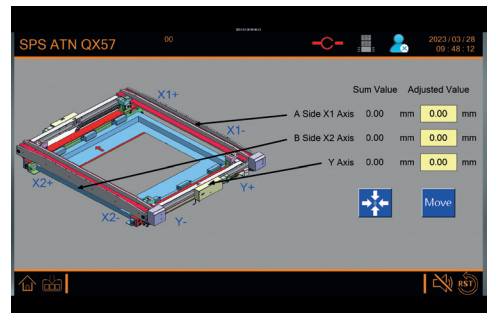 SPS ATN QX57
00
2023/03/28
09:48:12
Sum Value Adjusted Value
A Side X1 Axis 0.00 mm 0.00 mm
B Side X2 Axis 0.00 mm 0.00 mm
Y Axis 0.00 mm 0.00 mm
Move
X1+
X1-
X2+
X2-
Y+
Y-
RST